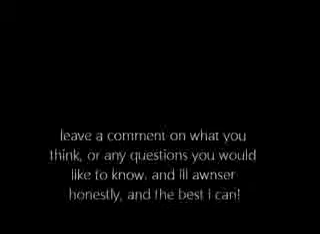 leave a comment on what you
think, or any questions you would
like to know. and ill awnser
honestly, and the best i can!